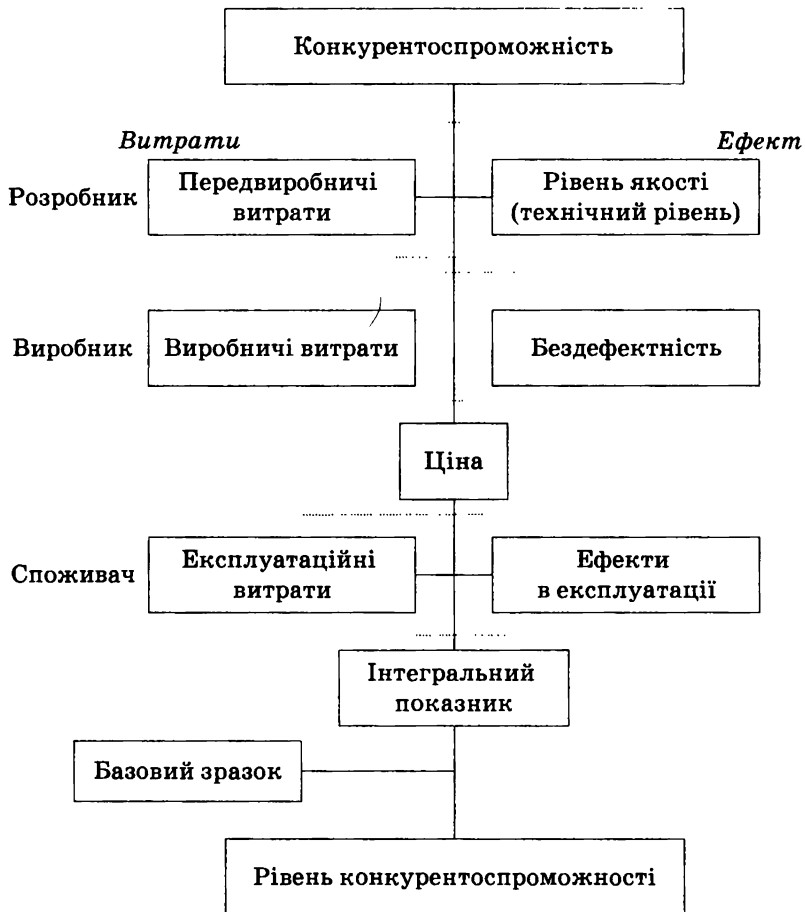 Конкурентоспроможність
Витрати
Ефект
Розробник
Передвиробничі
витрати
Рівень якості
(технічний рівень)
Виробник
Виробничі витрати
Бездефектність
Ціна
Споживач
Експлуатаційні
витрати
Ефекти
в експлуатації
Інтегральний
показник
Базовий зразок
Рівень конкурентоспроможності